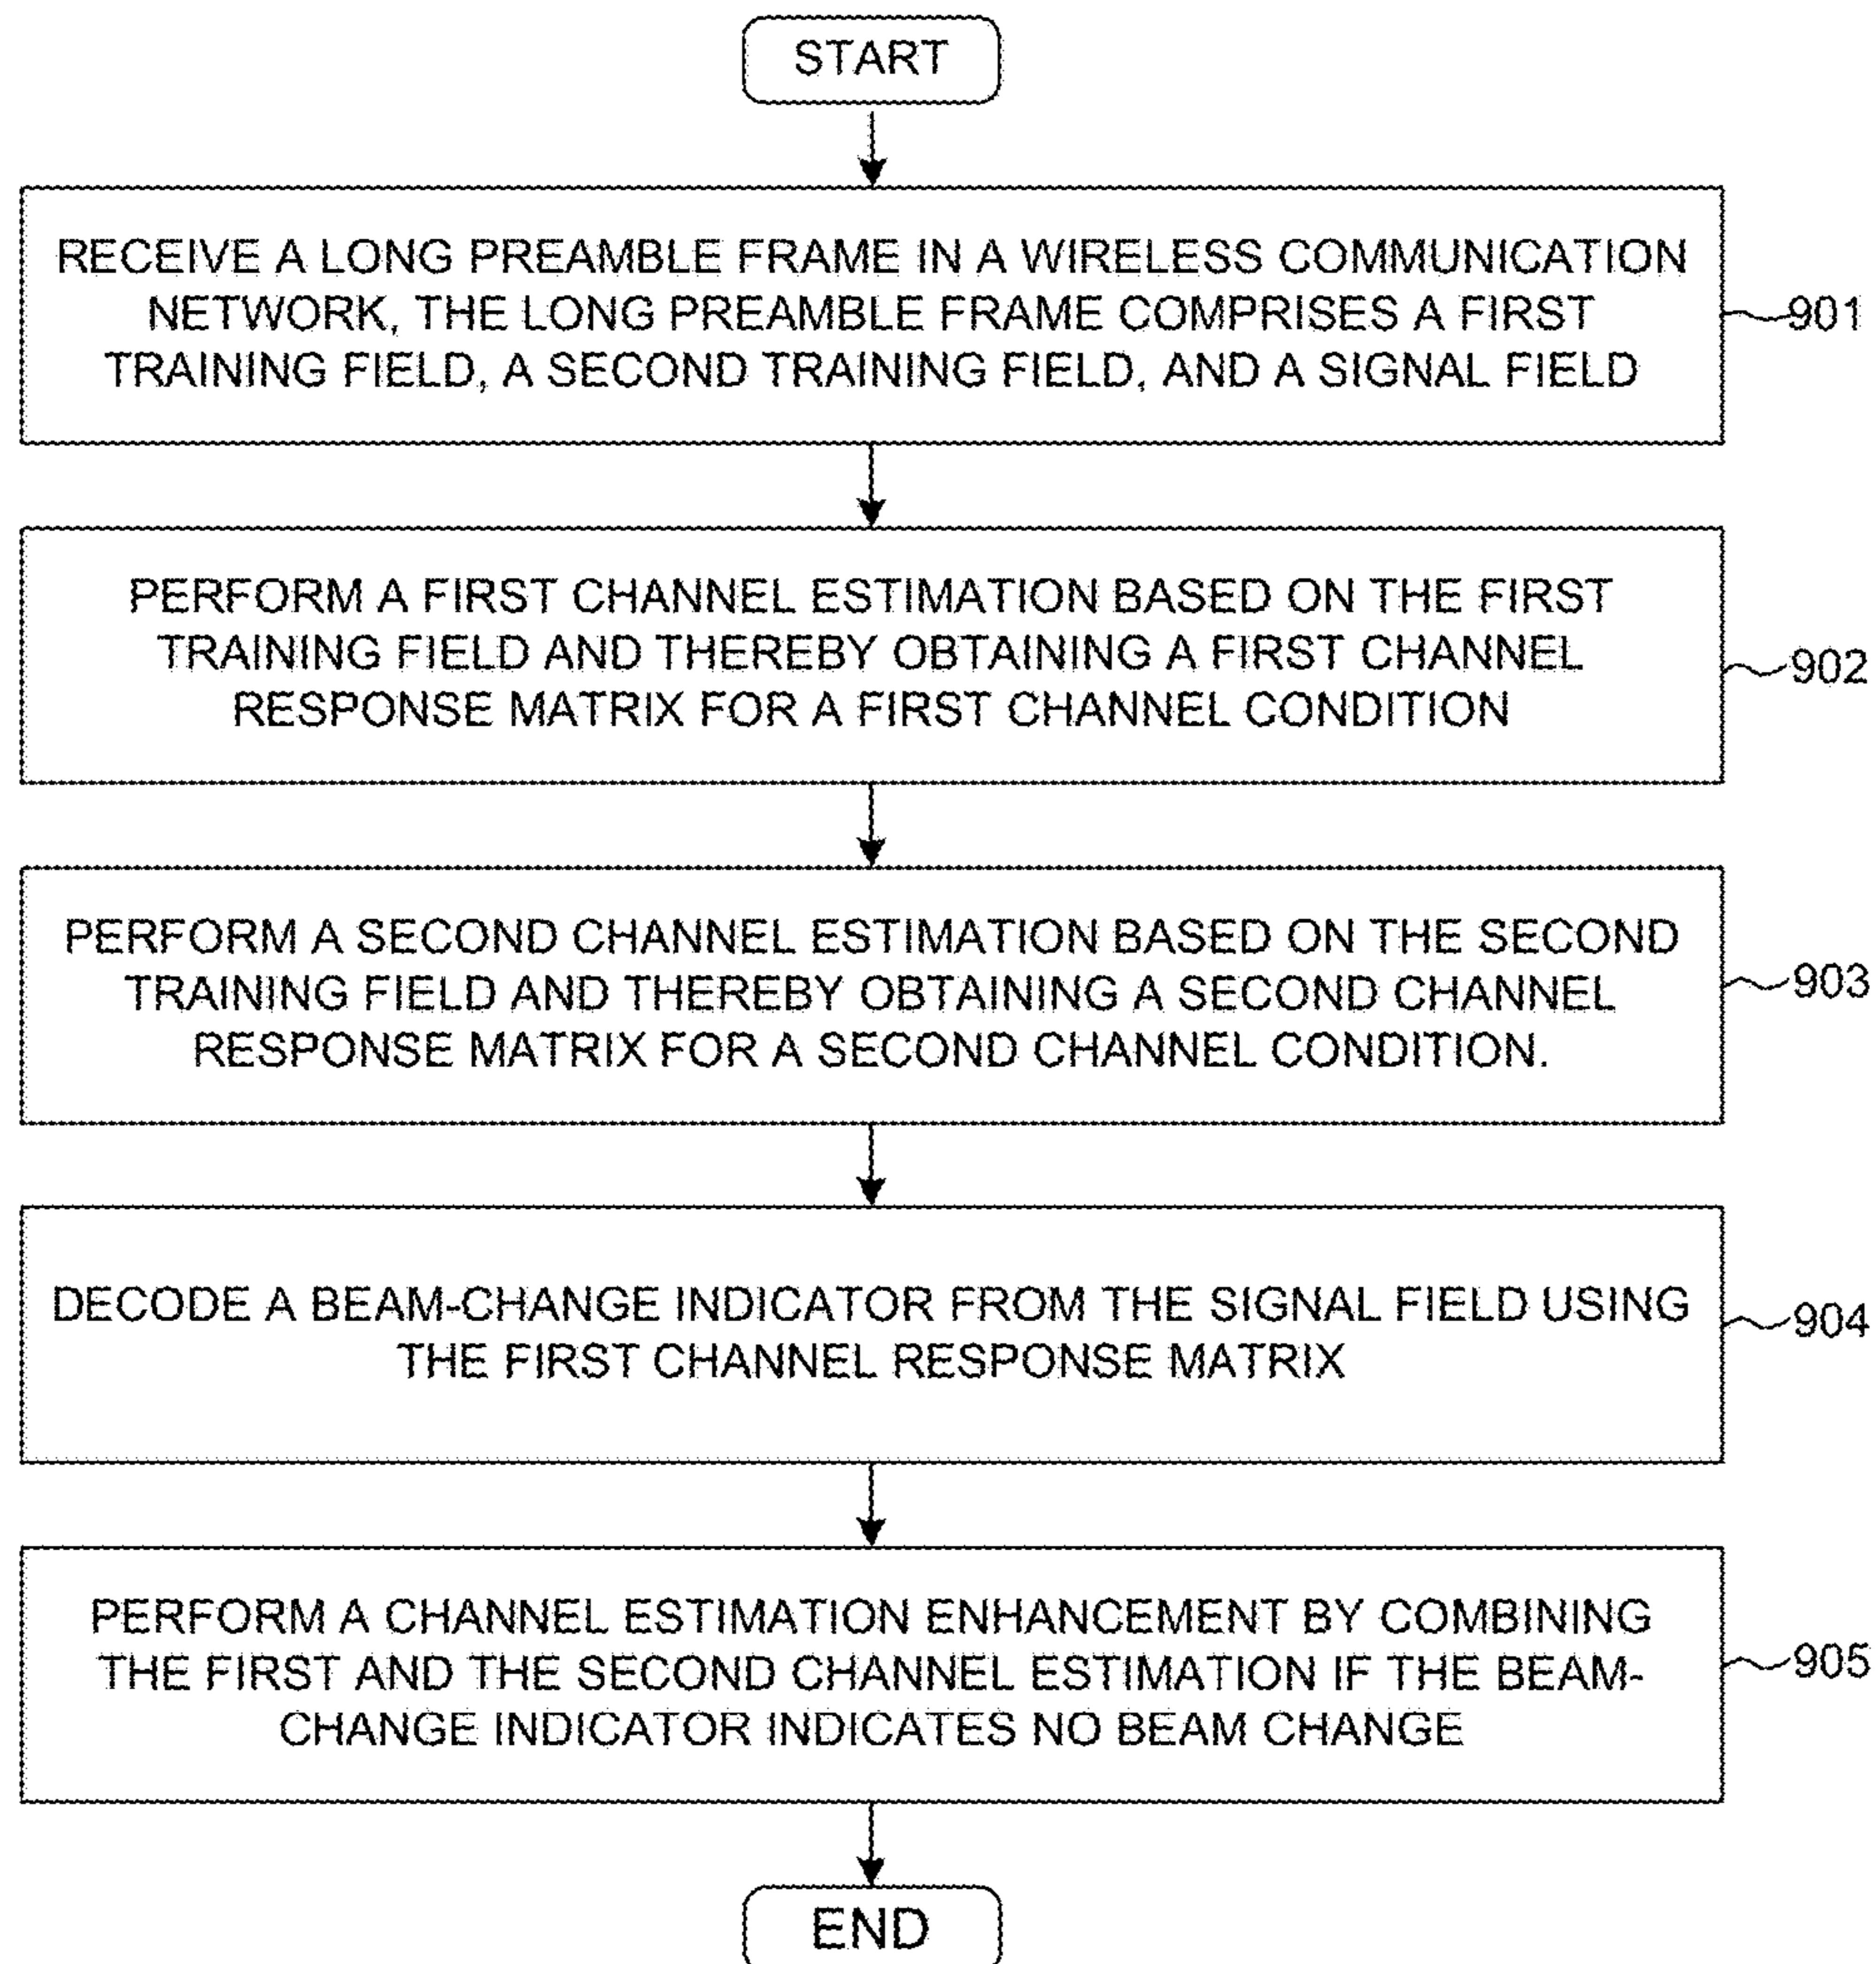 START
RECEIVE A LONG PREAMBLE FRAME IN A WIRELESS COMMUNICATION
NETWORK, THE LONG PREAMBLE FRAME COMPRISES A FIRST
TRAINING FIELD, A SECOND TRAINING FIELD, AND A SIGNAL FIELD
901
PERFORM A FIRST CHANNEL ESTIMATION BASED ON THE FIRST
TRAINING FIELD AND THEREBY OBTAINING A FIRST CHANNEL
RESPONSE MATRIX FOR A FIRST CHANNEL CONDITION
902
PERFORM A SECOND CHANNEL ESTIMATION BASED ON THE SECOND
TRAINING FIELD AND THEREBY OBTAINING A SECOND CHANNEL
RESPONSE MATRIX FOR A SECOND CHANNEL CONDITION.
903
DECODE A BEAM-CHANGE INDICATOR FROM THE SIGNAL FIELD USING
THE FIRST CHANNEL RESPONSE MATRIX
904
PERFORM A CHANNEL ESTIMATION ENHANCEMENT BY COMBINING
THE FIRST AND THE SECOND CHANNEL ESTIMATION IF THE BEAM-
CHANGE INDICATOR INDICATES NO BEAM CHANGE
905
END